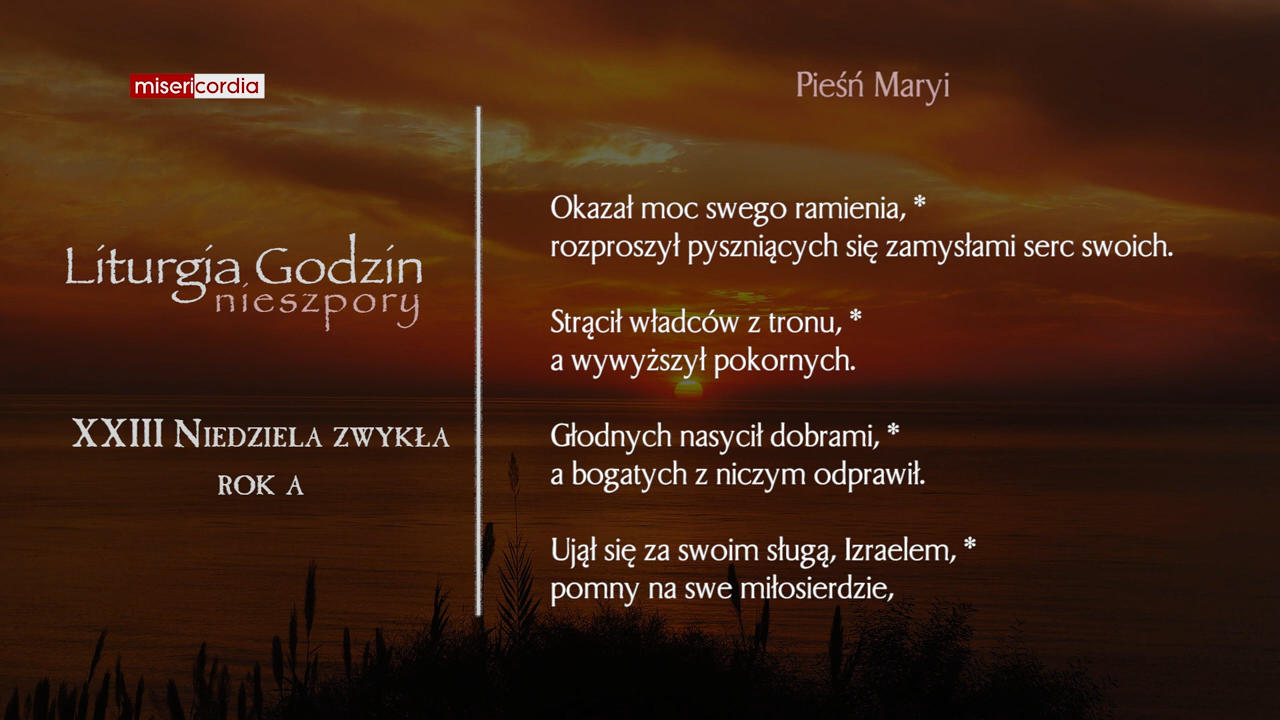 misericordia
Liturgia Godzin
nieszpory
XXIII Niedziela zwykła
rok a
Pieśń Maryi
Okazał moc swego ramienia, *
rozproszył pyszniących się zamysłami serc swoich.
Strącił władców z tronu, *
a wywyższył pokornych.
Głodnych nasycił dobrami, *
a bogatych z niczym odprawił.
Ujął się za swoim sługą, Izraelem, *
pomny na swe miłosierdzie,